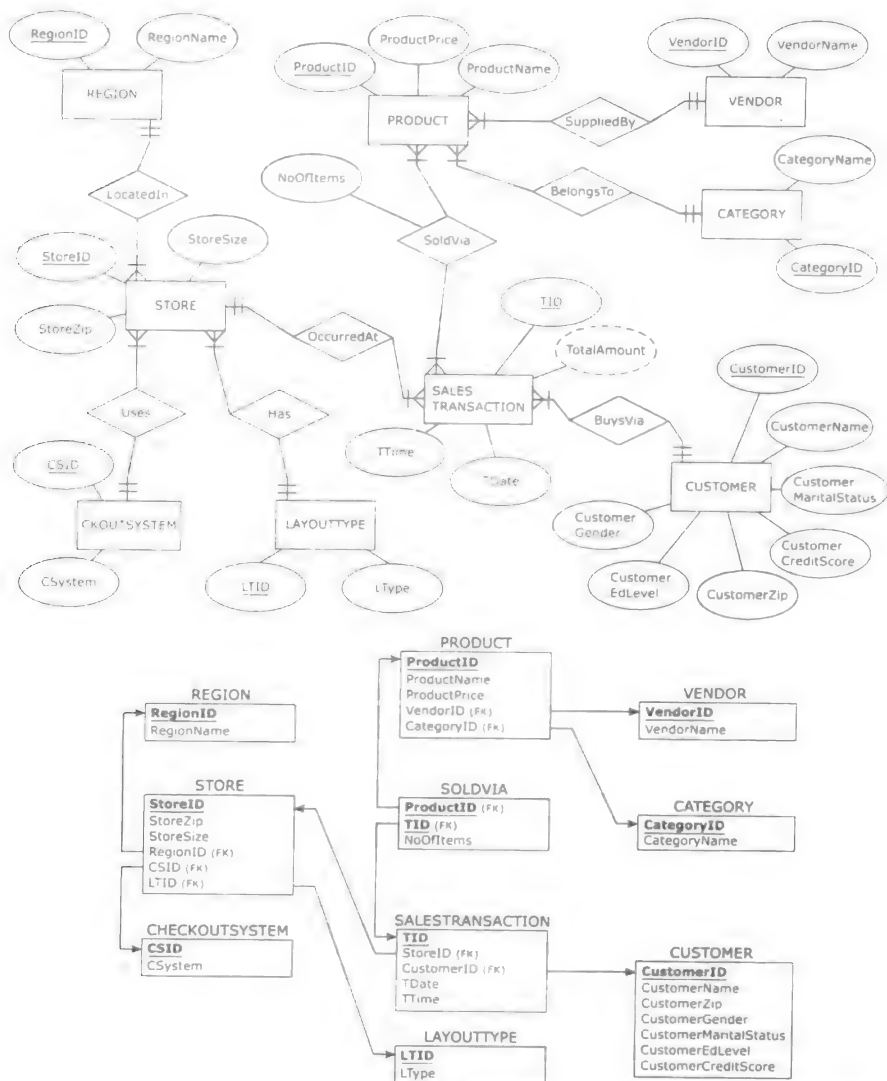 RegionID
RegionName
REGION
ProductID
ProductPrice
ProductName
PRODUCT
VendorID
VendorName
VENDOR
SuppliedBy
LocatedIn
NoOfItems
BelongsTo
CategoryName
CATEGORY
CategoryID
SoldVia
StoreID
StoreSize
STORE
StoreZip
OccurredAt
TID
TotalAmount
SALES
TRANSACTION
TTime
TDate
BuysVia
CustomerID
CustomerName
CUSTOMER
Customer
MaritalStatus
Customer
Gender
Customer
CreditScore
Customer
EdLevel
CustomerZip
Uses
Has
CSID
CKOUTSYSTEM
LAYOUTTYPE
CSystem
LTID
LType
REGION
RegionID
RegionName
PRODUCT
ProductID
ProductName
ProductPrice
VendorID (FK)
CategoryID (FK)
VENDOR
VendorID
VendorName
STORE
StoreID
StoreZip
StoreSize
RegionID (FK)
CSID (FK)
LTID (FK)
SOLDVIA
ProductID (FK)
TID (FK)
NoOfItems
CATEGORY
CategoryID
CategoryName
CHECKOUTSYSTEM
CSID
CSystem
SALESTRANSACTION
TID
StoreID (FK)
CustomerID (FK)
TDate
TTime
CUSTOMER
CustomerID
CustomerName
CustomerZip
CustomerGender
CustomerMaritalStatus
CustomerEdLevel
CustomerCreditScore
LAYOUTTYPE
LTID
LType